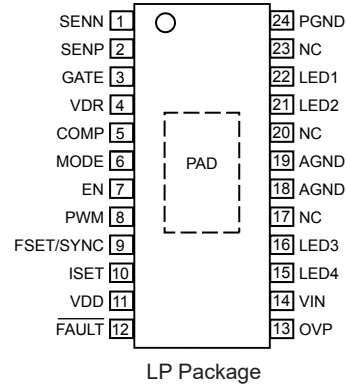 SENN 1 24 PGND
SENP 2 23 NC
GATE 3 22 LED1
VDR 4 21 LED2
COMP 5 20 NC
MODE 6 PAD 19 AGND
EN 7 18 AGND
PWM 8 17 NC
FSET/SYNC 9 16 LED3
ISET 10 15 LED4
VDD 11 14 VIN
FAULT 12 13 OVP
LP Package